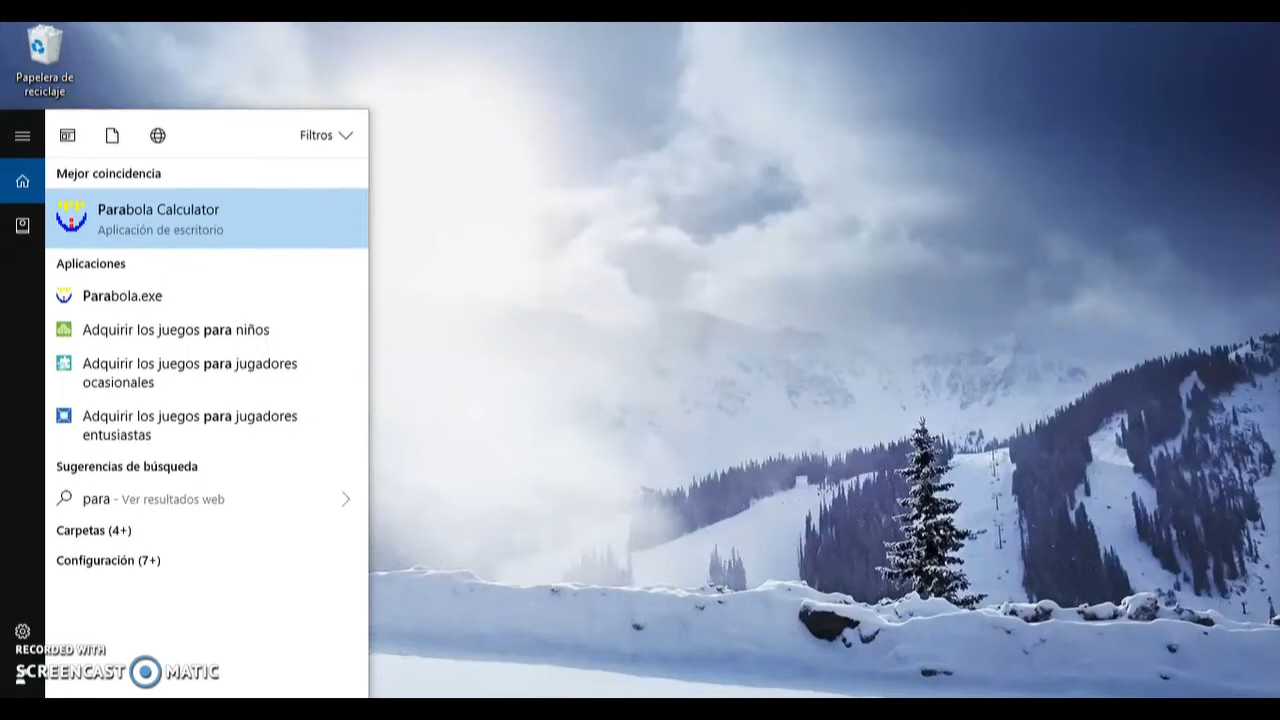 Papelera de
reciclaje
Filtros
Mejor coincidencia
Parabola Calculator
Aplicación de escritorio
Aplicaciones
Parabola.exe
Adquirir los juegos para niños
Adquirir los juegos para jugadores
ocasionales
Adquirir los juegos para jugadores
entusiastas
Sugerencias de búsqueda
para - Ver resultados web
Carpetas (4+)
Configuración (7+)
RECORDED WITH
SCREENCAST MATIC